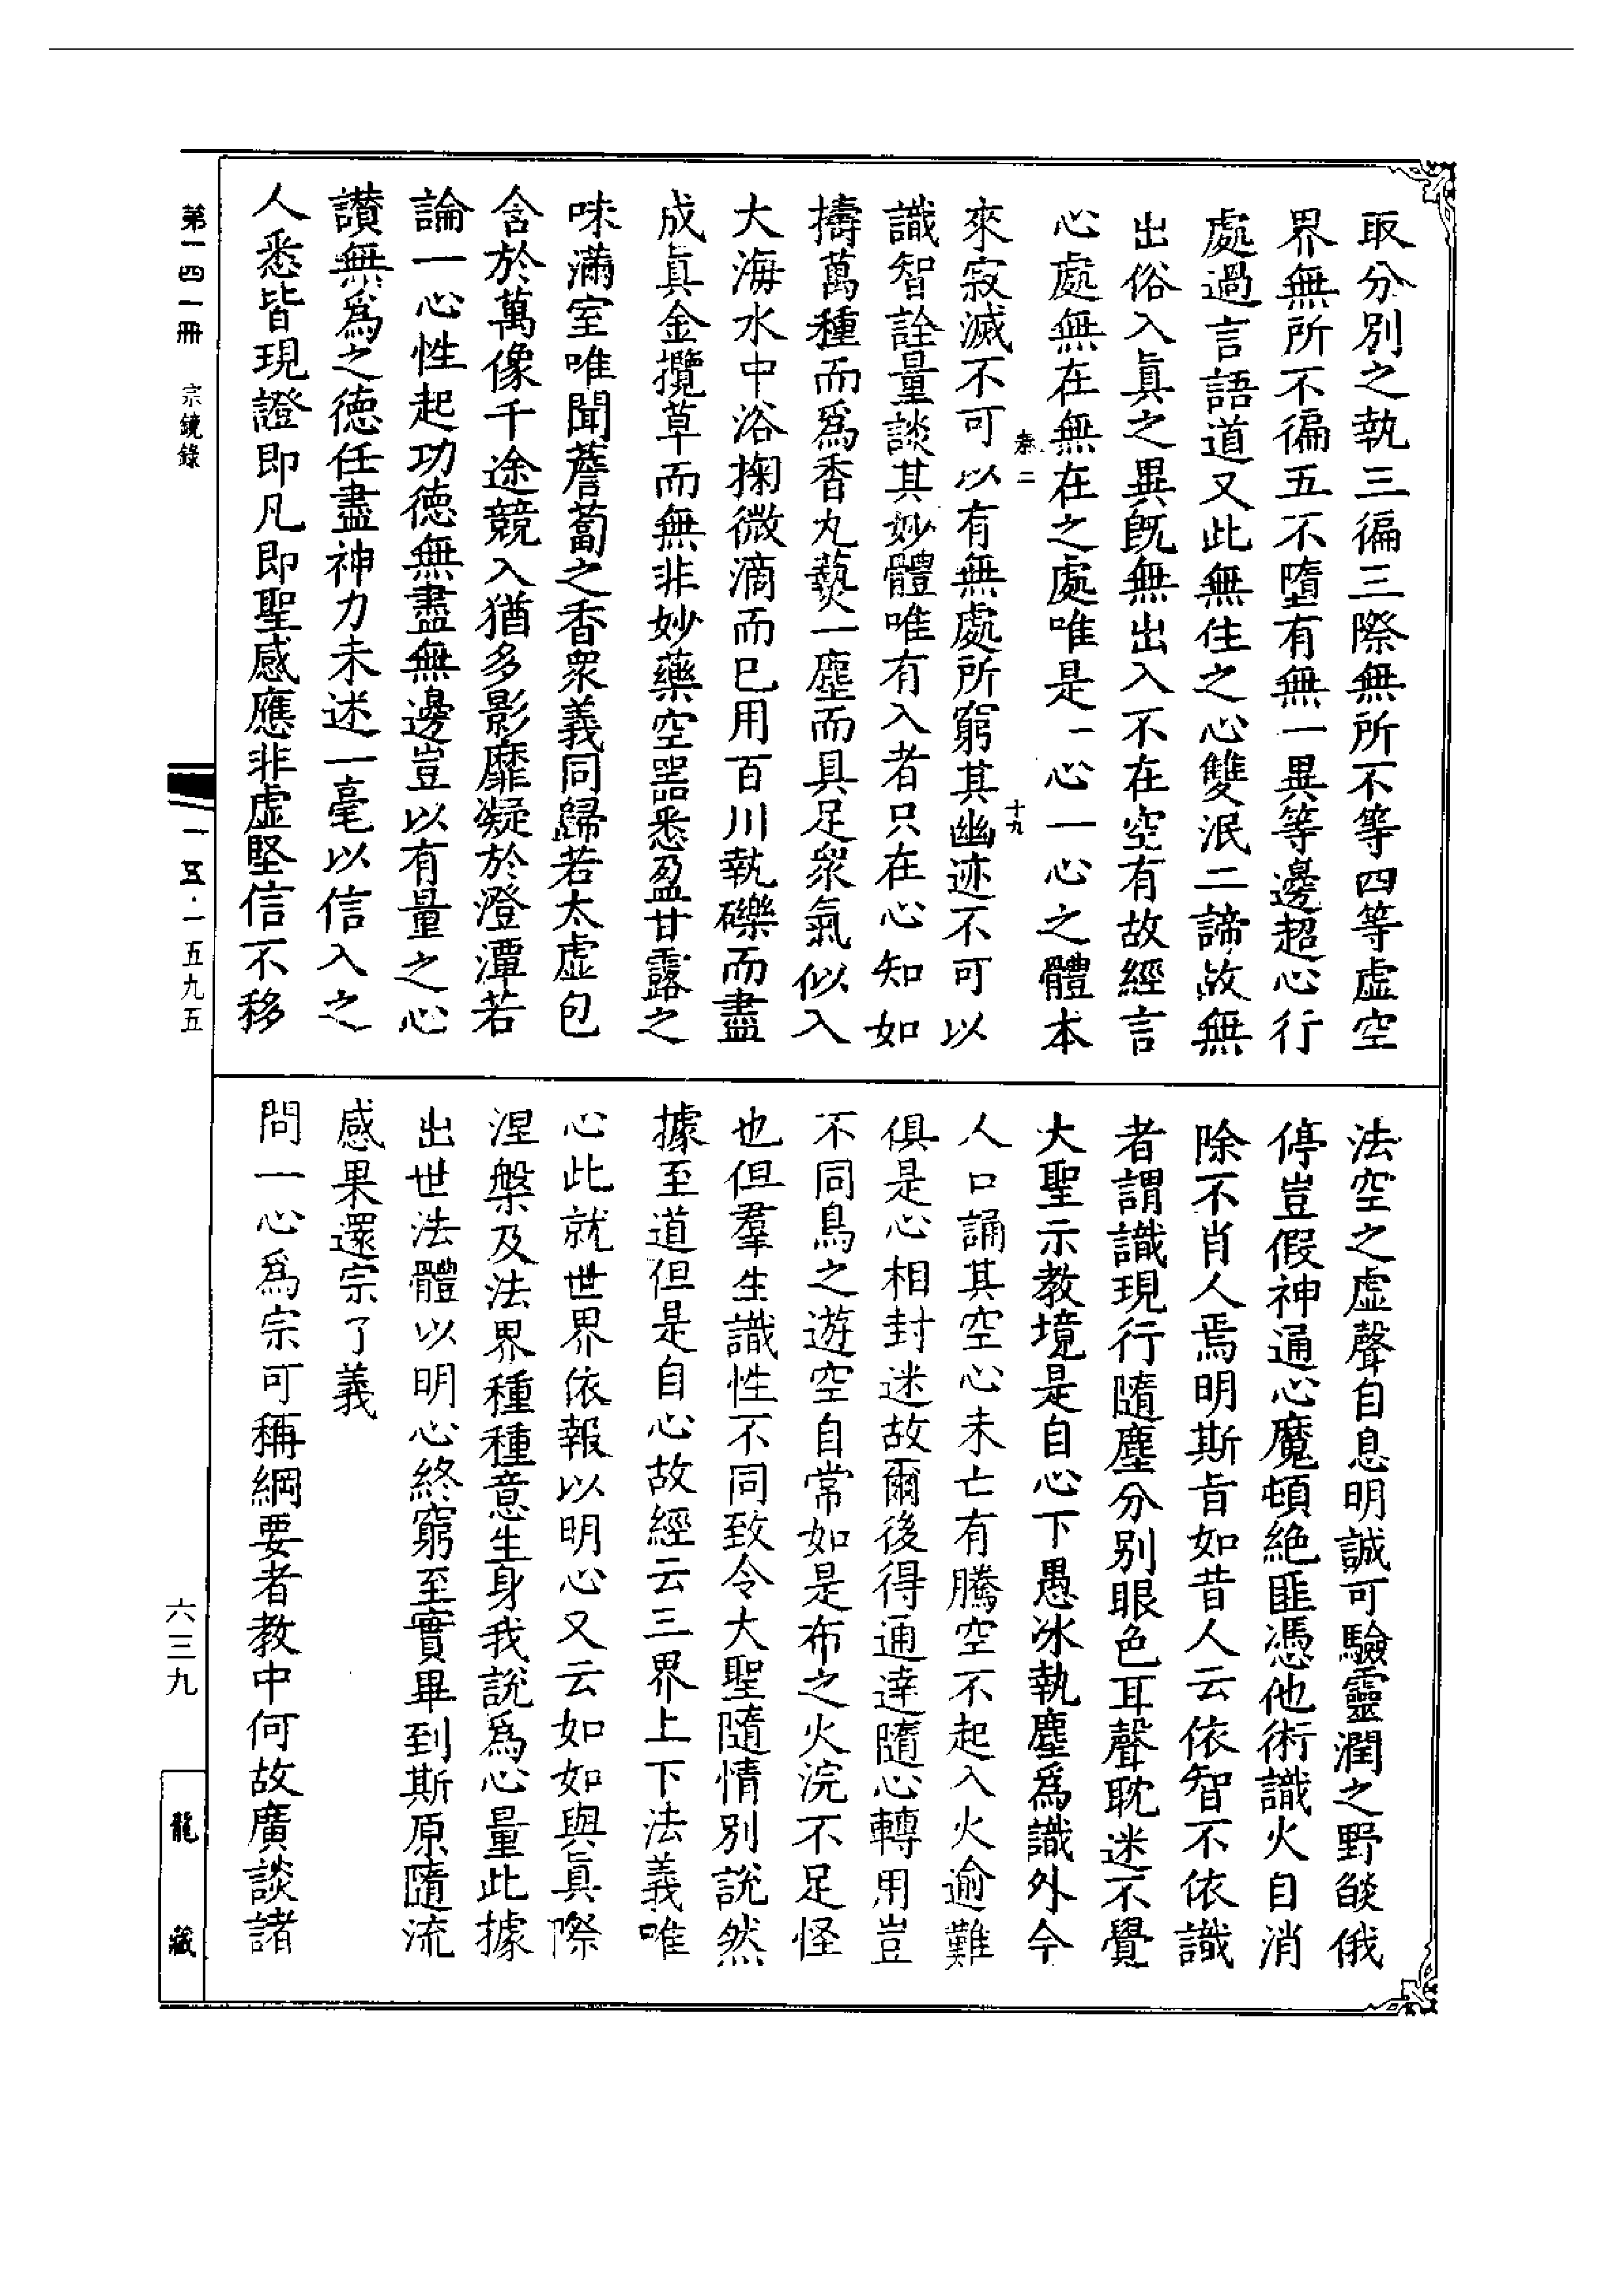 取分別之執三徧三際無所不等四等虛空
界無所不徧五不墮有無一異等邊超心行
處過言語道又此無住之心雙泯二諦故無
出俗入眞之異旣無出入不在空有故經言
心處無在無在之處唯是一心一心之體本
秦二
十九
來寂滅不可以有無處所窮其幽迹不可以
識智詮量談其妙體唯有入者只在心知如
擣萬種而爲香丸爇一塵而具足衆氣似入
大海水中浴掬微滴而已用百川執礫而盡
成眞金攬草而無非妙藥空器悉盈甘露之
味滿室唯聞薝蔔之香衆義同歸若太虛包
含於萬像千途競入猶多影靡凝於澄潭若
論一心性起功德無盡無邊豈以有量之心
讚無爲之德任盡神力未述一毫以信入之
人悉皆現證即凡即聖感應非虛堅信不移
法空之虛聲自息明誠可驗靈潤之野燄俄
停豈假神通心魔頓絶匪憑他術識火自消
除不肖人焉明斯旨如昔人云依智不依識
者謂識現行隨塵分別眼色耳聲耽迷不覺
大聖示教境是自心下愚冰執塵爲識外今
人口誦其空心未亡有騰空不起入火逾難
俱是心相封迷故爾後得通達隨心轉用豈
不同鳥之遊空自常如是布之火浣不足怪
也但羣生識性不同致令大聖隨情別說然
據至道但是自心故經云三界上下法義唯
心此就世界依報以明心又云如如與眞際
涅槃及法界種種意生身我說爲心量此據
出世法體以明心終窮至實畢到斯原隨流
感果還宗了義
問一心爲宗可稱綱要者教中何故廣談諸
第一四一冊
宗鏡錄
一五·一五九五
六三九
龍藏